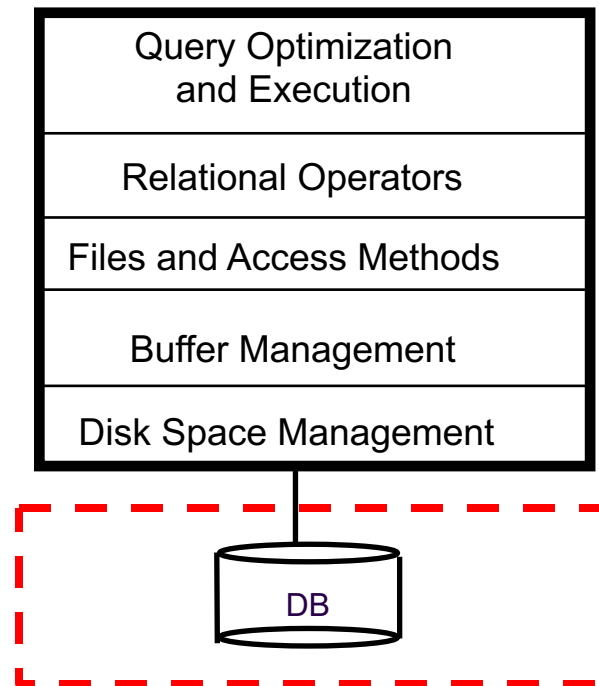 Query Optimization
and Execution
Relational Operators
Files and Access Methods
Buffer Management
Disk Space Management
DB